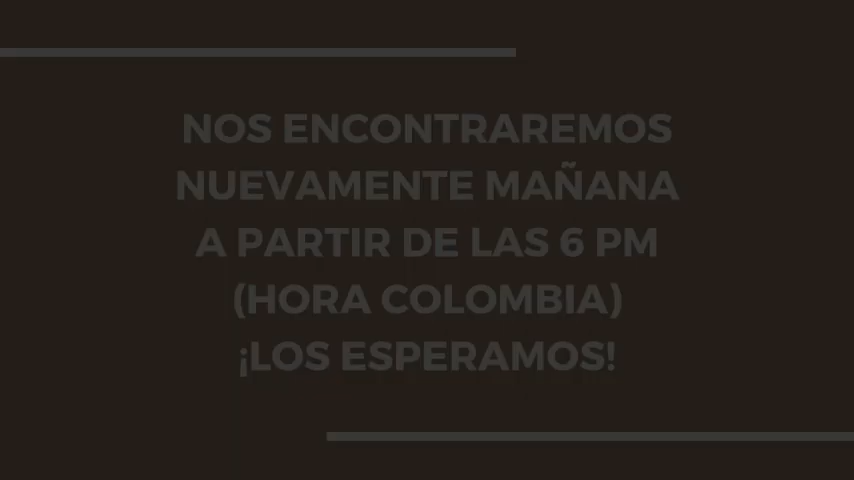 NOS ENCONTRAREMOS
NUEVAMENTE MAÑANA
A PARTIR DE LAS 6 PM
(HORA COLOMBIA)
¡LOS ESPERAMOS!